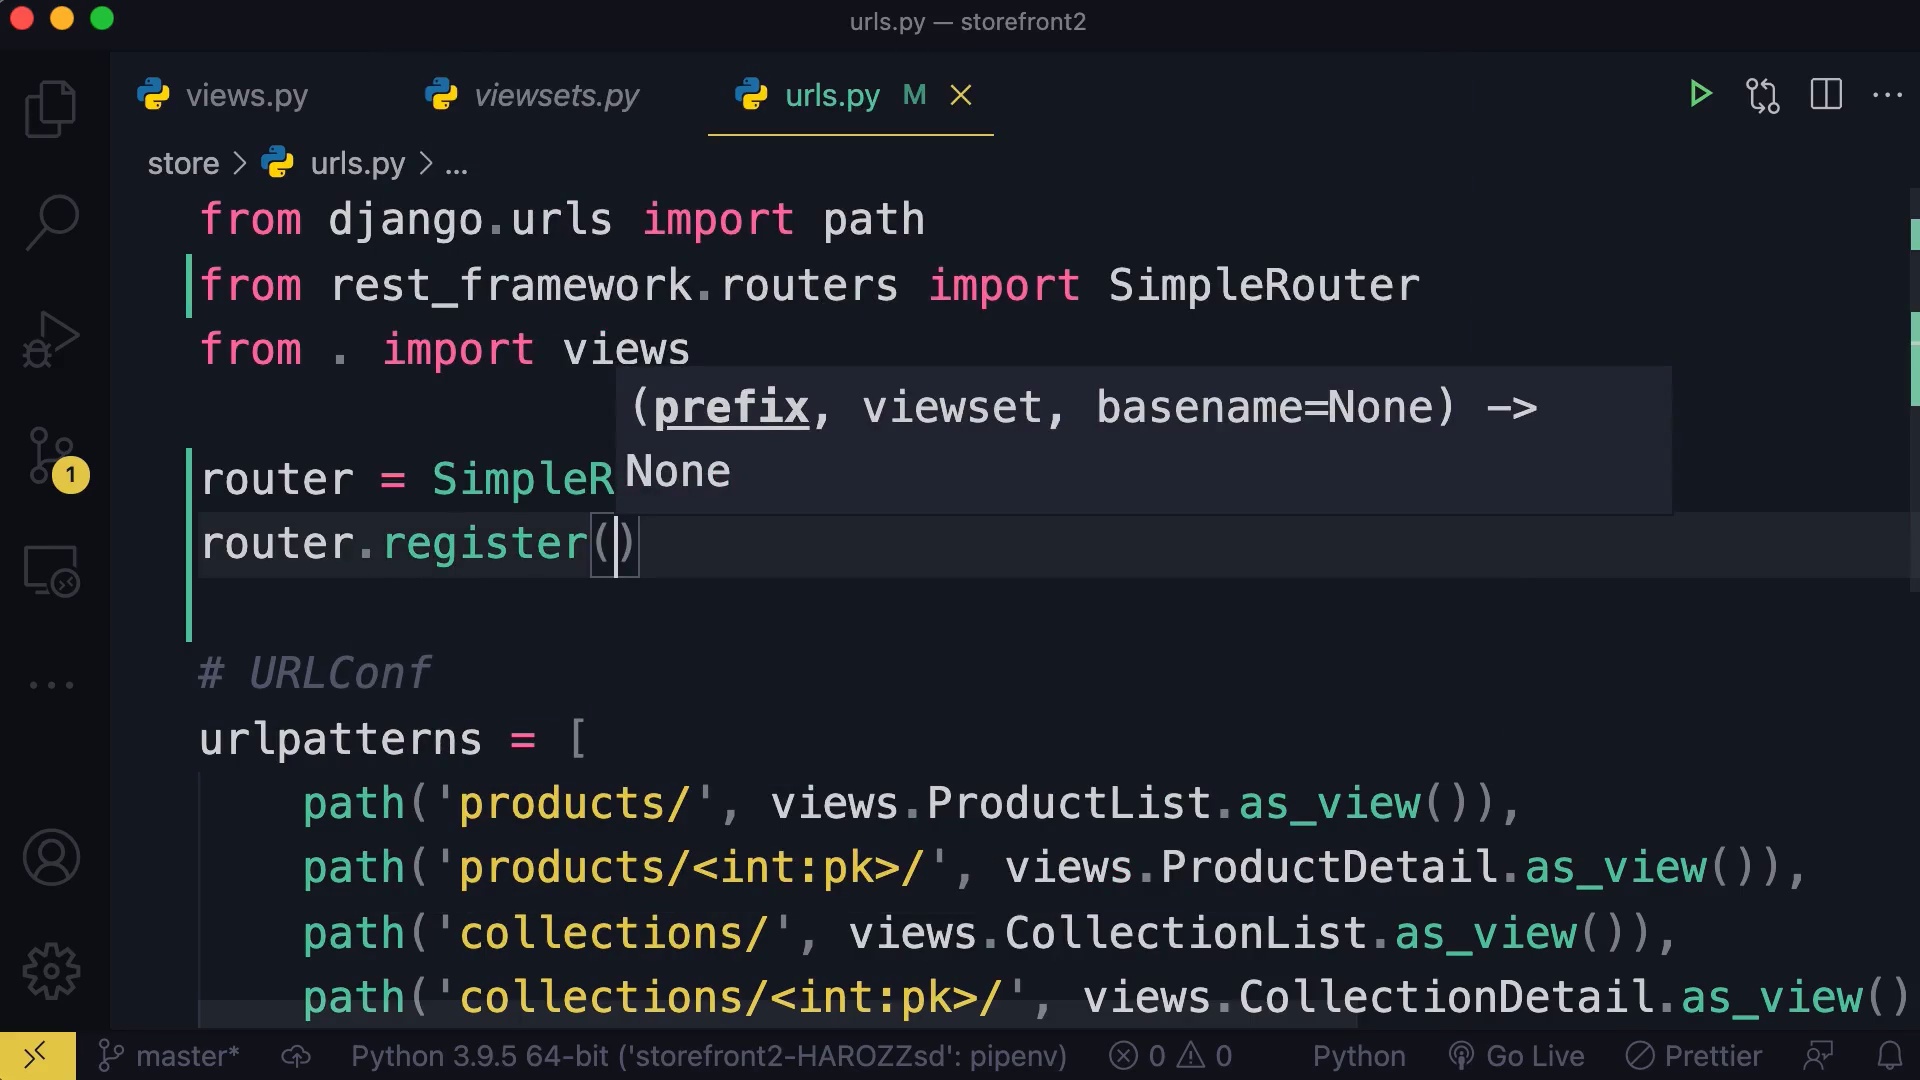 urls.py — storefront2
views.py
viewsets.py
urls.py M
store > urls.py > ...
from django.urls import path
from rest_framework.routers import SimpleRouter
from . import views
(prefix, viewset, basename=None) ->
None
router = SimpleR
router.register()
# URLConf
urlpatterns = [
path('products/', views.ProductList.as_view()),
path('products/<int:pk>/', views.ProductDetail.as_view()),
path('collections/', views.CollectionList.as_view()),
path('collections/<int:pk>/', views.CollectionDetail.as_view()
1
master* Python 3.9.5 64-bit ('storefront2-HAROZZsd': pipenv) 0 0 Python Go Live Prettier